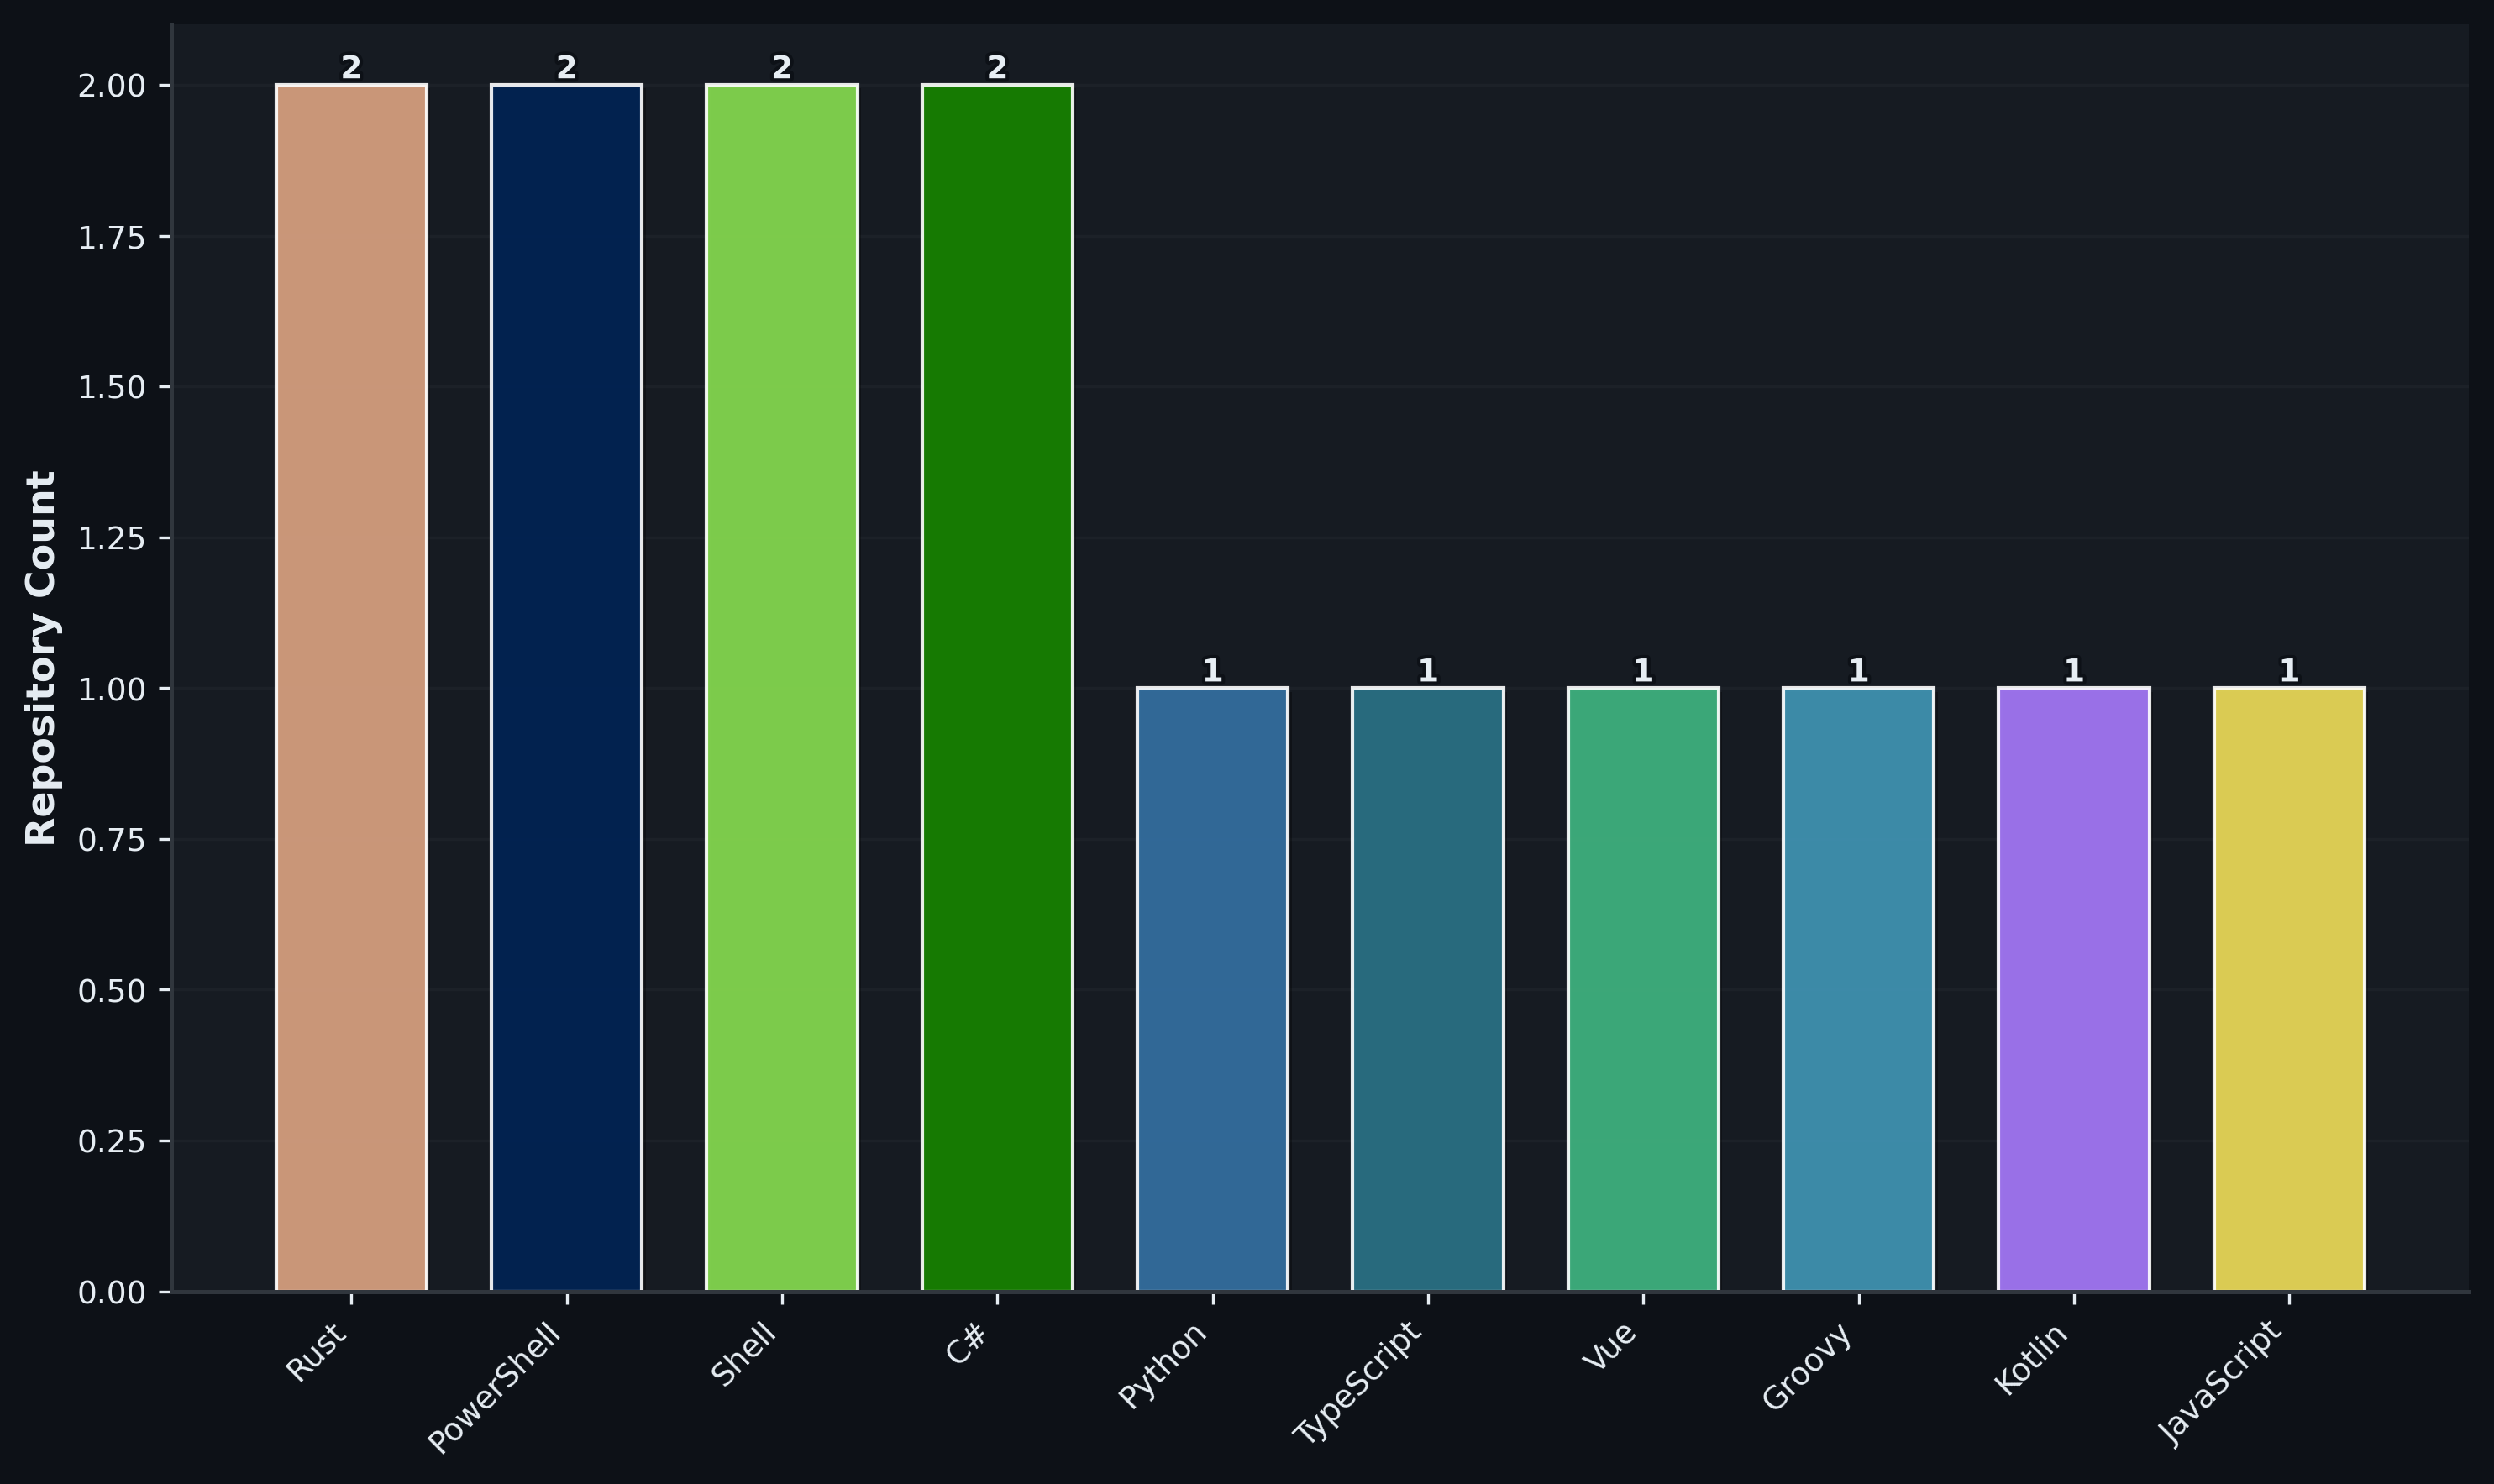 Repository Count
2.00
1.75
1.50
1.25
1.00
0.75
0.50
0.25
0.00
2
2
2
2
1
1
1
1
1
1
Rust
PowerShell
Shell
C#
Python
TypeScript
Vue
Groovy
Kotlin
JavaScript